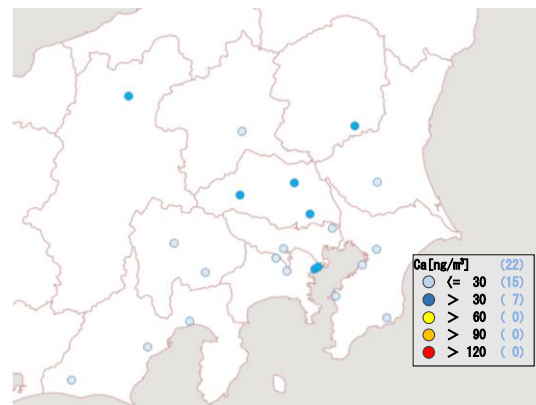 Ca[ng/m³] (22)
<= 30 (15)
> 30 ( 7)
> 60 ( 0)
> 90 ( 0)
> 120 ( 0)